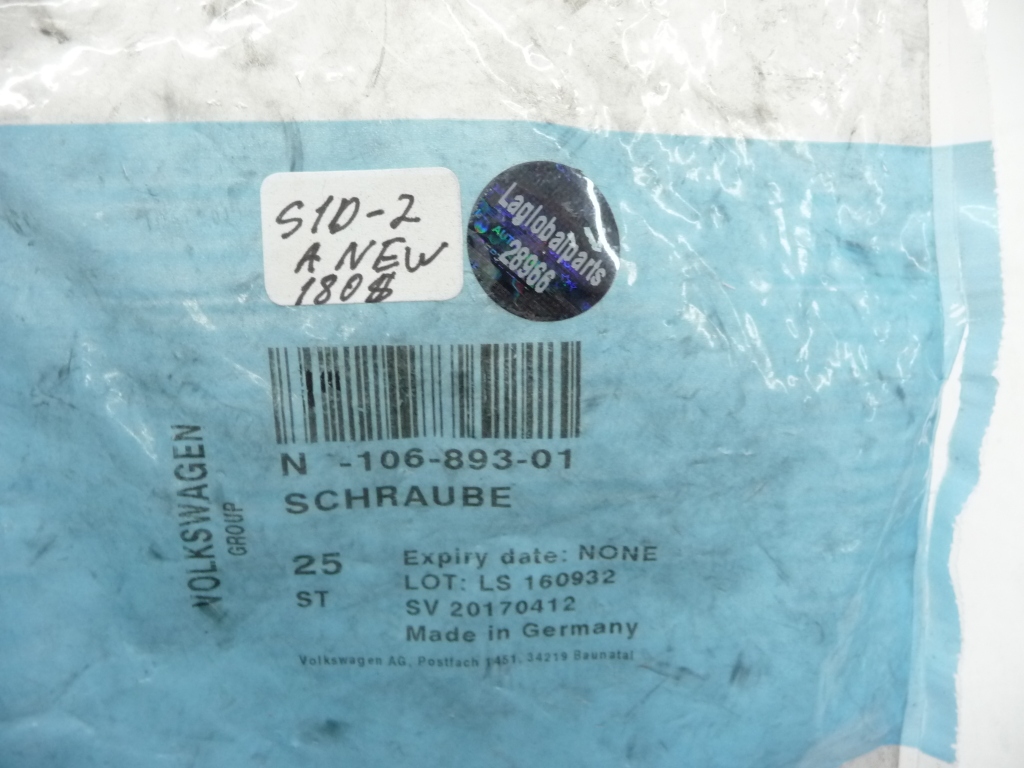 S1D-2
A NEW
180$
Laglobalparts
28966
N -106-893-01
SCHRAUBE
VOLKSWAGEN
GROUP
25
ST
Expiry date: NONE
LOT: LS 160932
SV 20170412
Made in Germany
Volkswagen AG, Postfach 1451, 34219 Baunatal